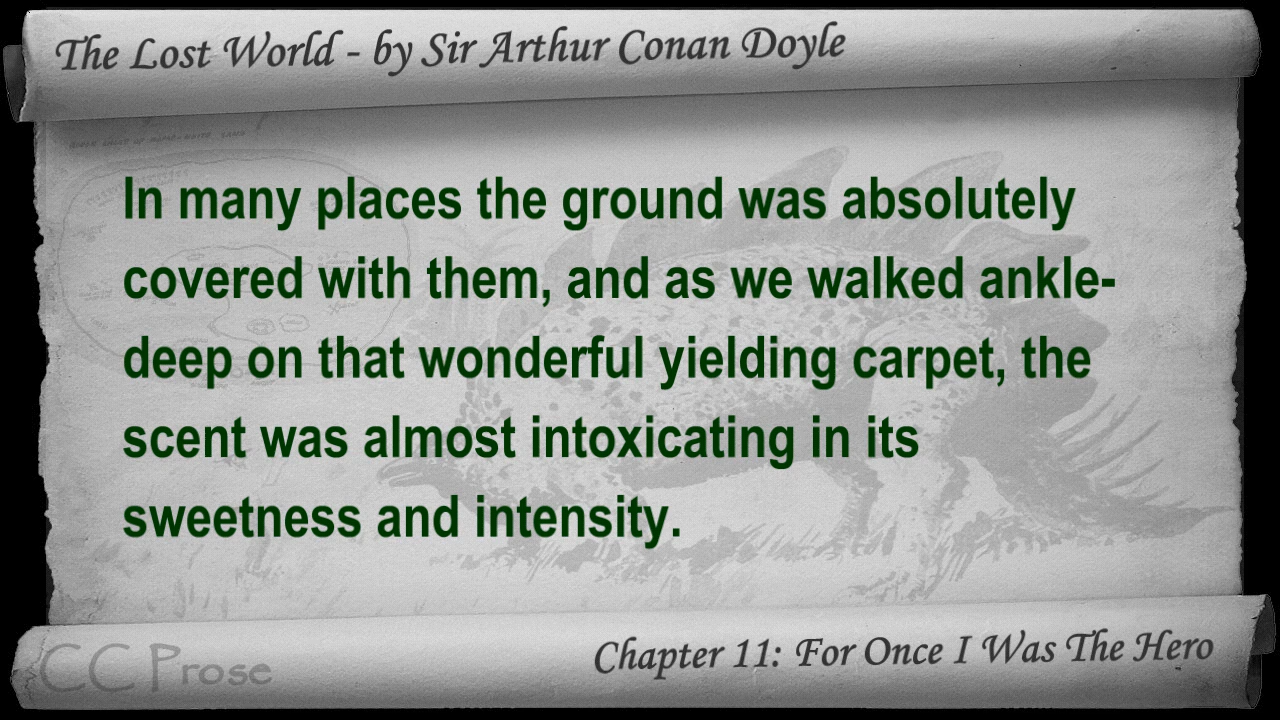 The Lost World - by Sir Arthur Conan Doyle
In many places the ground was absolutely
covered with them, and as we walked ankle-
deep on that wonderful yielding carpet, the
scent was almost intoxicating in its
sweetness and intensity.
CC Prose
Chapter 11: For Once I Was The Hero